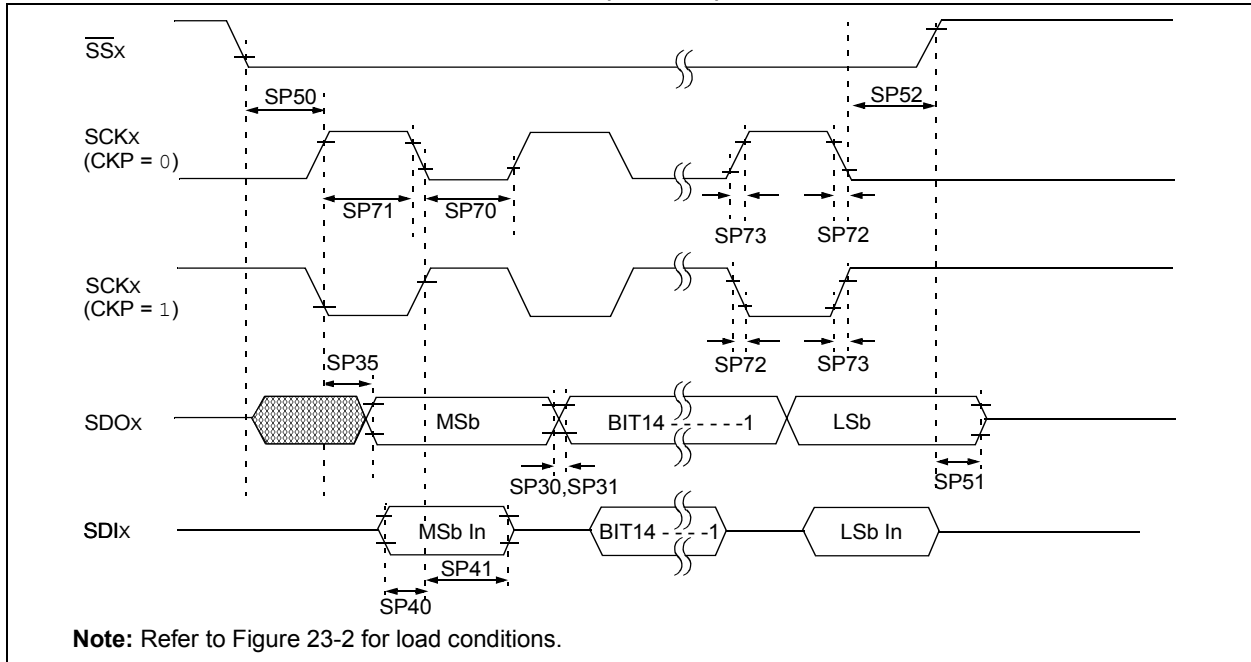 SSX
SP50
SP52
SCKX
(CKP = 0)
SP71
SP70
SP73
SP72
SCKX
(CKP = 1)
SP35
SP72
SP73
SDOX
MSb
BIT14 - - - - - -1
LSb
SP30,SP31
SP51
SDIX
MSb In
BIT14 - - - -1
LSb In
SP41
SP40
Note: Refer to Figure 23-2 for load conditions.